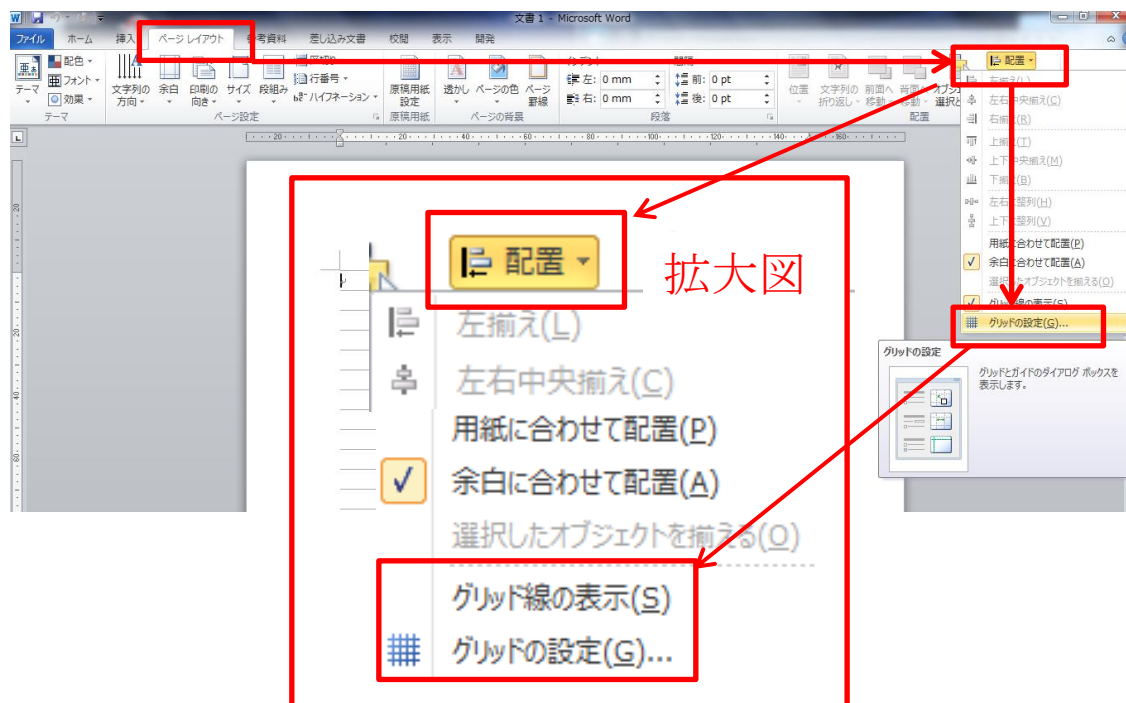 文書 1 - Microsoft Word
ファイル ホーム 挿入 ページ レイアウト 参考資料 差し込み文書 校閲 表示 開発
配色 配置
フォント 行番号 左: 0 mm 前: 0 pt
効果 ハイフネーション 右: 0 mm 後: 0 pt
テーマ 文字列の方向 余白 印刷の向き サイズ 段組み 原稿用紙設定 透かし ページの色 ページ罫線 位置 文字列の折り返し 前面へ移動
テーマ ページ設定 原稿用紙 ページの背景 段落 配置
左揃え(L)
左右中央揃え(C)
右揃え(R)
上揃え(T)
上下中央揃え(M)
下揃え(B)
左右に整列(H)
上下に整列(V)
用紙に合わせて配置(P)
余白に合わせて配置(A)
選択したオブジェクトを揃える(O)
グリッド線の表示(S)
グリッドの設定(G)...
グリッドの設定
グリッドとガイドのダイアログ ボックスを
表示します。
配置
拡大図
左揃え(L)
左右中央揃え(C)
用紙に合わせて配置(P)
余白に合わせて配置(A)
選択したオブジェクトを揃える(O)
グリッド線の表示(S)
グリッドの設定(G)...